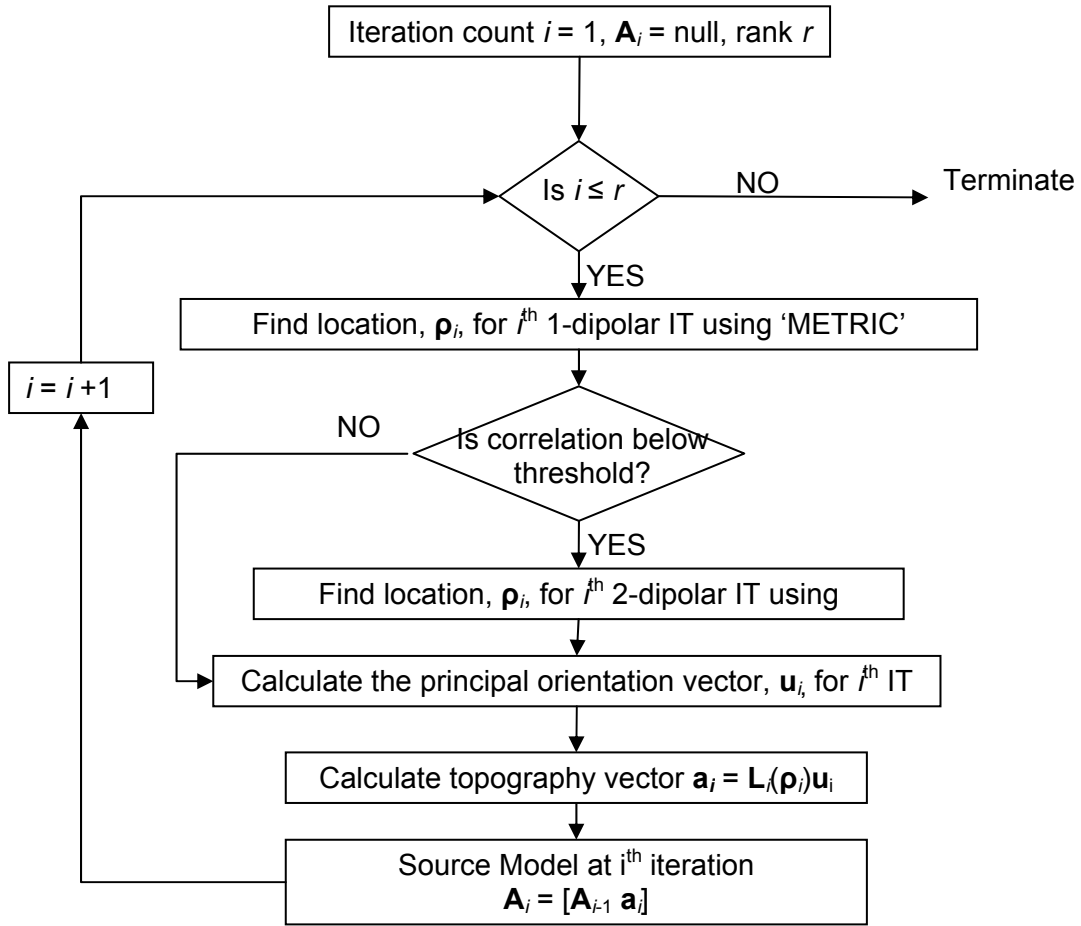 Iteration count i = 1, Aᵢ = null, rank r
Is i ≤ r
NO
Terminate
YES
Find location, ρᵢ, for iᵗʰ 1-dipolar IT using ‘METRIC’
i = i +1
NO
Is correlation below
threshold?
YES
Find location, ρᵢ, for iᵗʰ 2-dipolar IT using
Calculate the principal orientation vector, uᵢ, for iᵗʰ IT
Calculate topography vector aᵢ = Lᵢ(ρᵢ)uᵢ
Source Model at iᵗʰ iteration
Aᵢ = [Aᵢ₋₁ aᵢ]